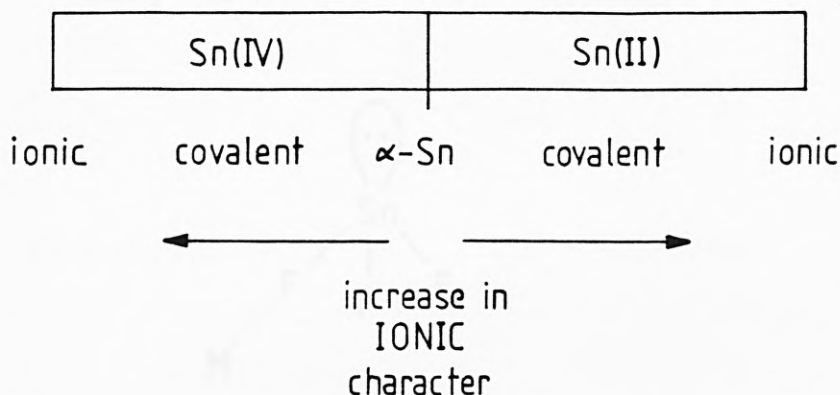 Sn(IV) Sn(II)
ionic covalent α-Sn covalent ionic
increase in
IONIC
character